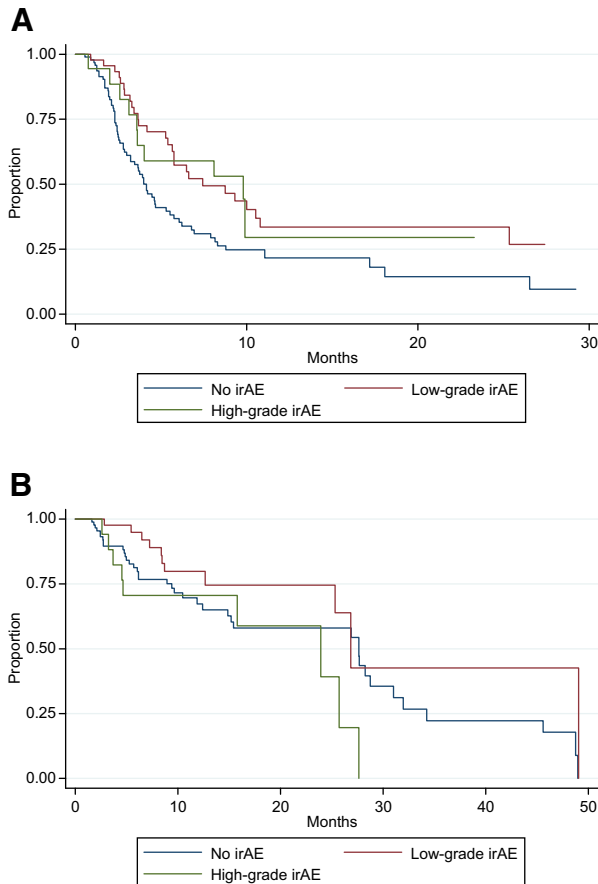 A
1.00
0.75
0.50
0.25
0.00
Proportion
0 10 20 30
Months
No irAE Low-grade irAE
High-grade irAE
B
1.00
0.75
0.50
0.25
0.00
Proportion
0 10 20 30 40 50
Months
No irAE Low-grade irAE
High-grade irAE